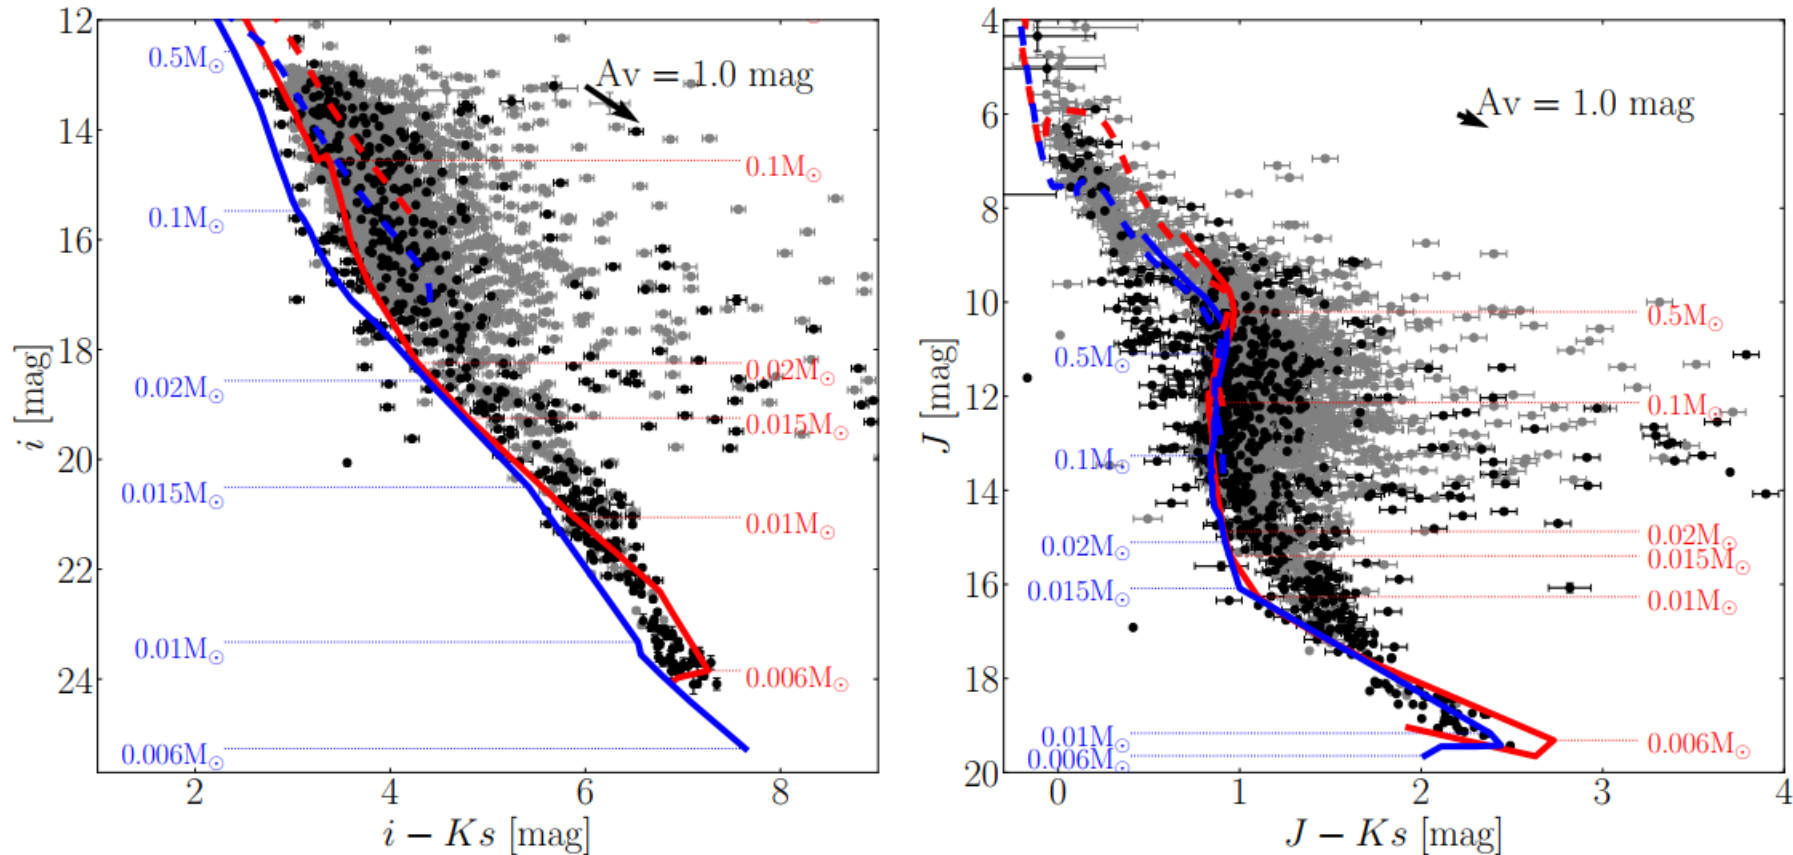 12
14
16
18
20
22
24
i [mag]
2
4
6
8
i − Ks [mag]
Av = 1.0 mag
0.5M⊙
0.1M⊙
0.02M⊙
0.015M⊙
0.01M⊙
0.006M⊙
0.1M⊙
0.02M⊙
0.015M⊙
0.01M⊙
0.006M⊙
4
6
8
10
12
14
16
18
20
J [mag]
0
1
2
3
4
J − Ks [mag]
Av = 1.0 mag
0.5M⊙
0.1M⊙
0.02M⊙
0.015M⊙
0.01M⊙
0.006M⊙
0.5M⊙
0.1M⊙
0.02M⊙
0.015M⊙
0.01M⊙
0.006M⊙